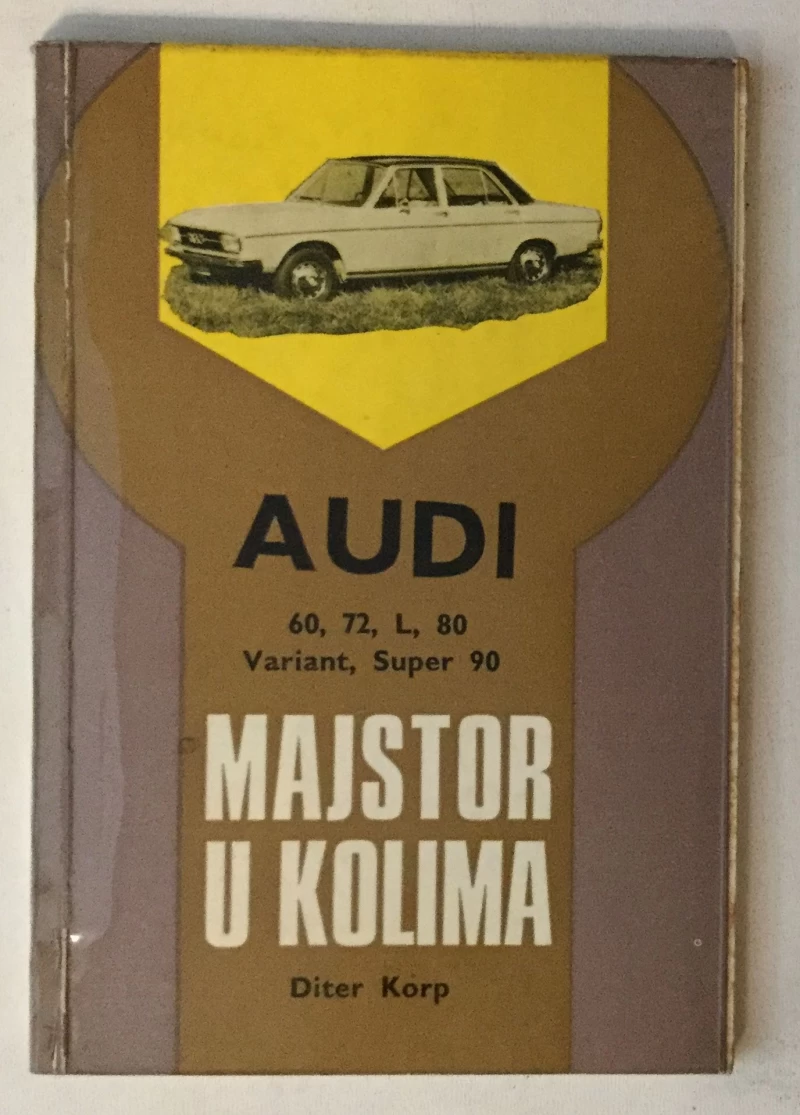 AUDI
60, 72, L, 80
Variant, Super 90
MAJSTOR
U KOLIMA
Diter Korp